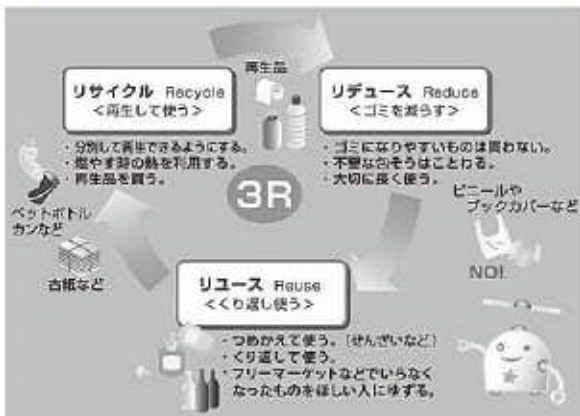 再生品
リサイクル Recycle
<再生して使う>
・分別して再生できるようにする。
・燃やす時の熱を利用する。
・再生品を買う。
リデュース Reduce
<ゴミを減らす>
・ゴミになりやすいものは買わない。
・不要な包そうはことわる。
・大切に長く使う。
3R
ペットボトル
カンなど
古紙など
ビニールや
ブックカバーなど
NO!
リユース Reuse
<くり返し使う>
・つめかえて使う。(せんざいなど)
・くり返して使う。
・フリーマーケットなどでいらなく
なったものをほしい人にゆずる。